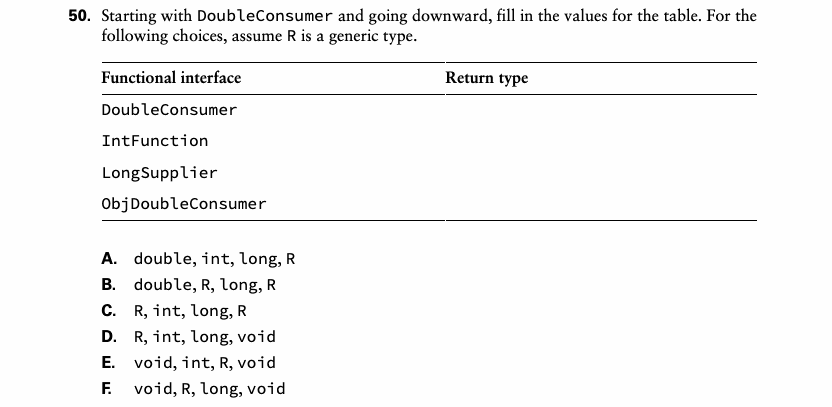 50. Starting with DoubleConsumer and going downward, fill in the values for the table. For the
following choices, assume R is a generic type.
Functional interface Return type
DoubleConsumer
IntFunction
LongSupplier
ObjDoubleConsumer
A. double, int, long, R
B. double, R, long, R
C. R, int, long, R
D. R, int, long, void
E. void, int, R, void
F. void, R, long, void